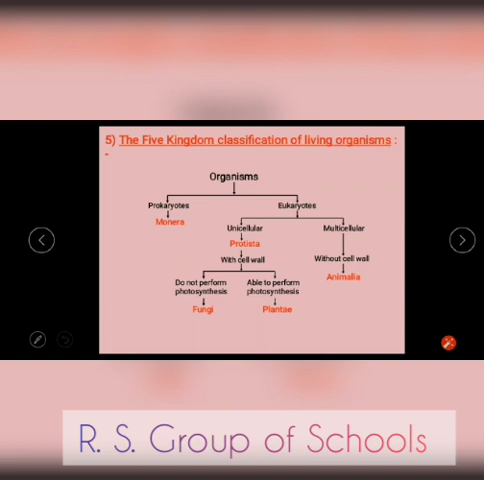 5) The Five Kingdom classification of living organisms :
-
Organisms
Prokaryotes
Eukaryotes
Monera
Unicellular
Multicellular
Protista
With cell wall
Without cell wall
Animalia
Do not perform
photosynthesis
Able to perform
photosynthesis
Fungi
Plantae
R. S. Group of Schools